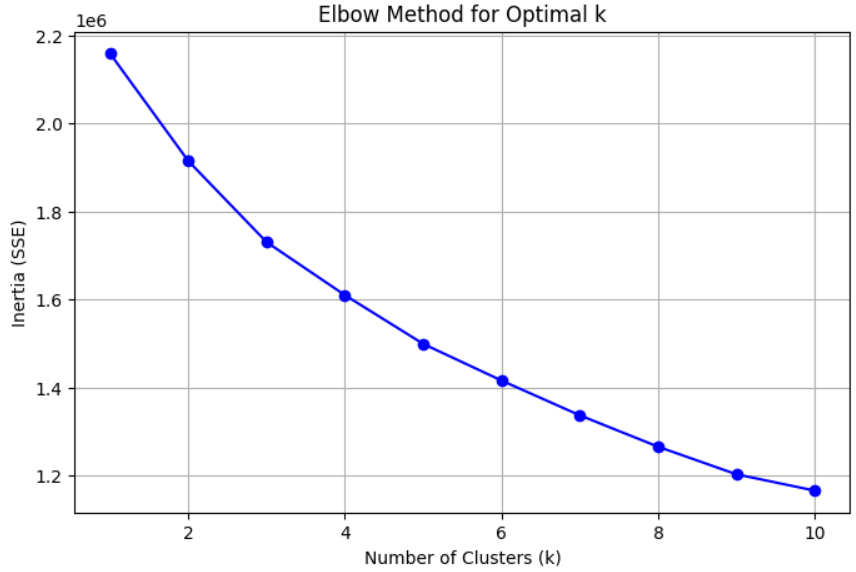 Elbow Method for Optimal k
1e6
2.2
2.0
1.8
1.6
1.4
1.2
Inertia (SSE)
2 4 6 8 10
Number of Clusters (k)